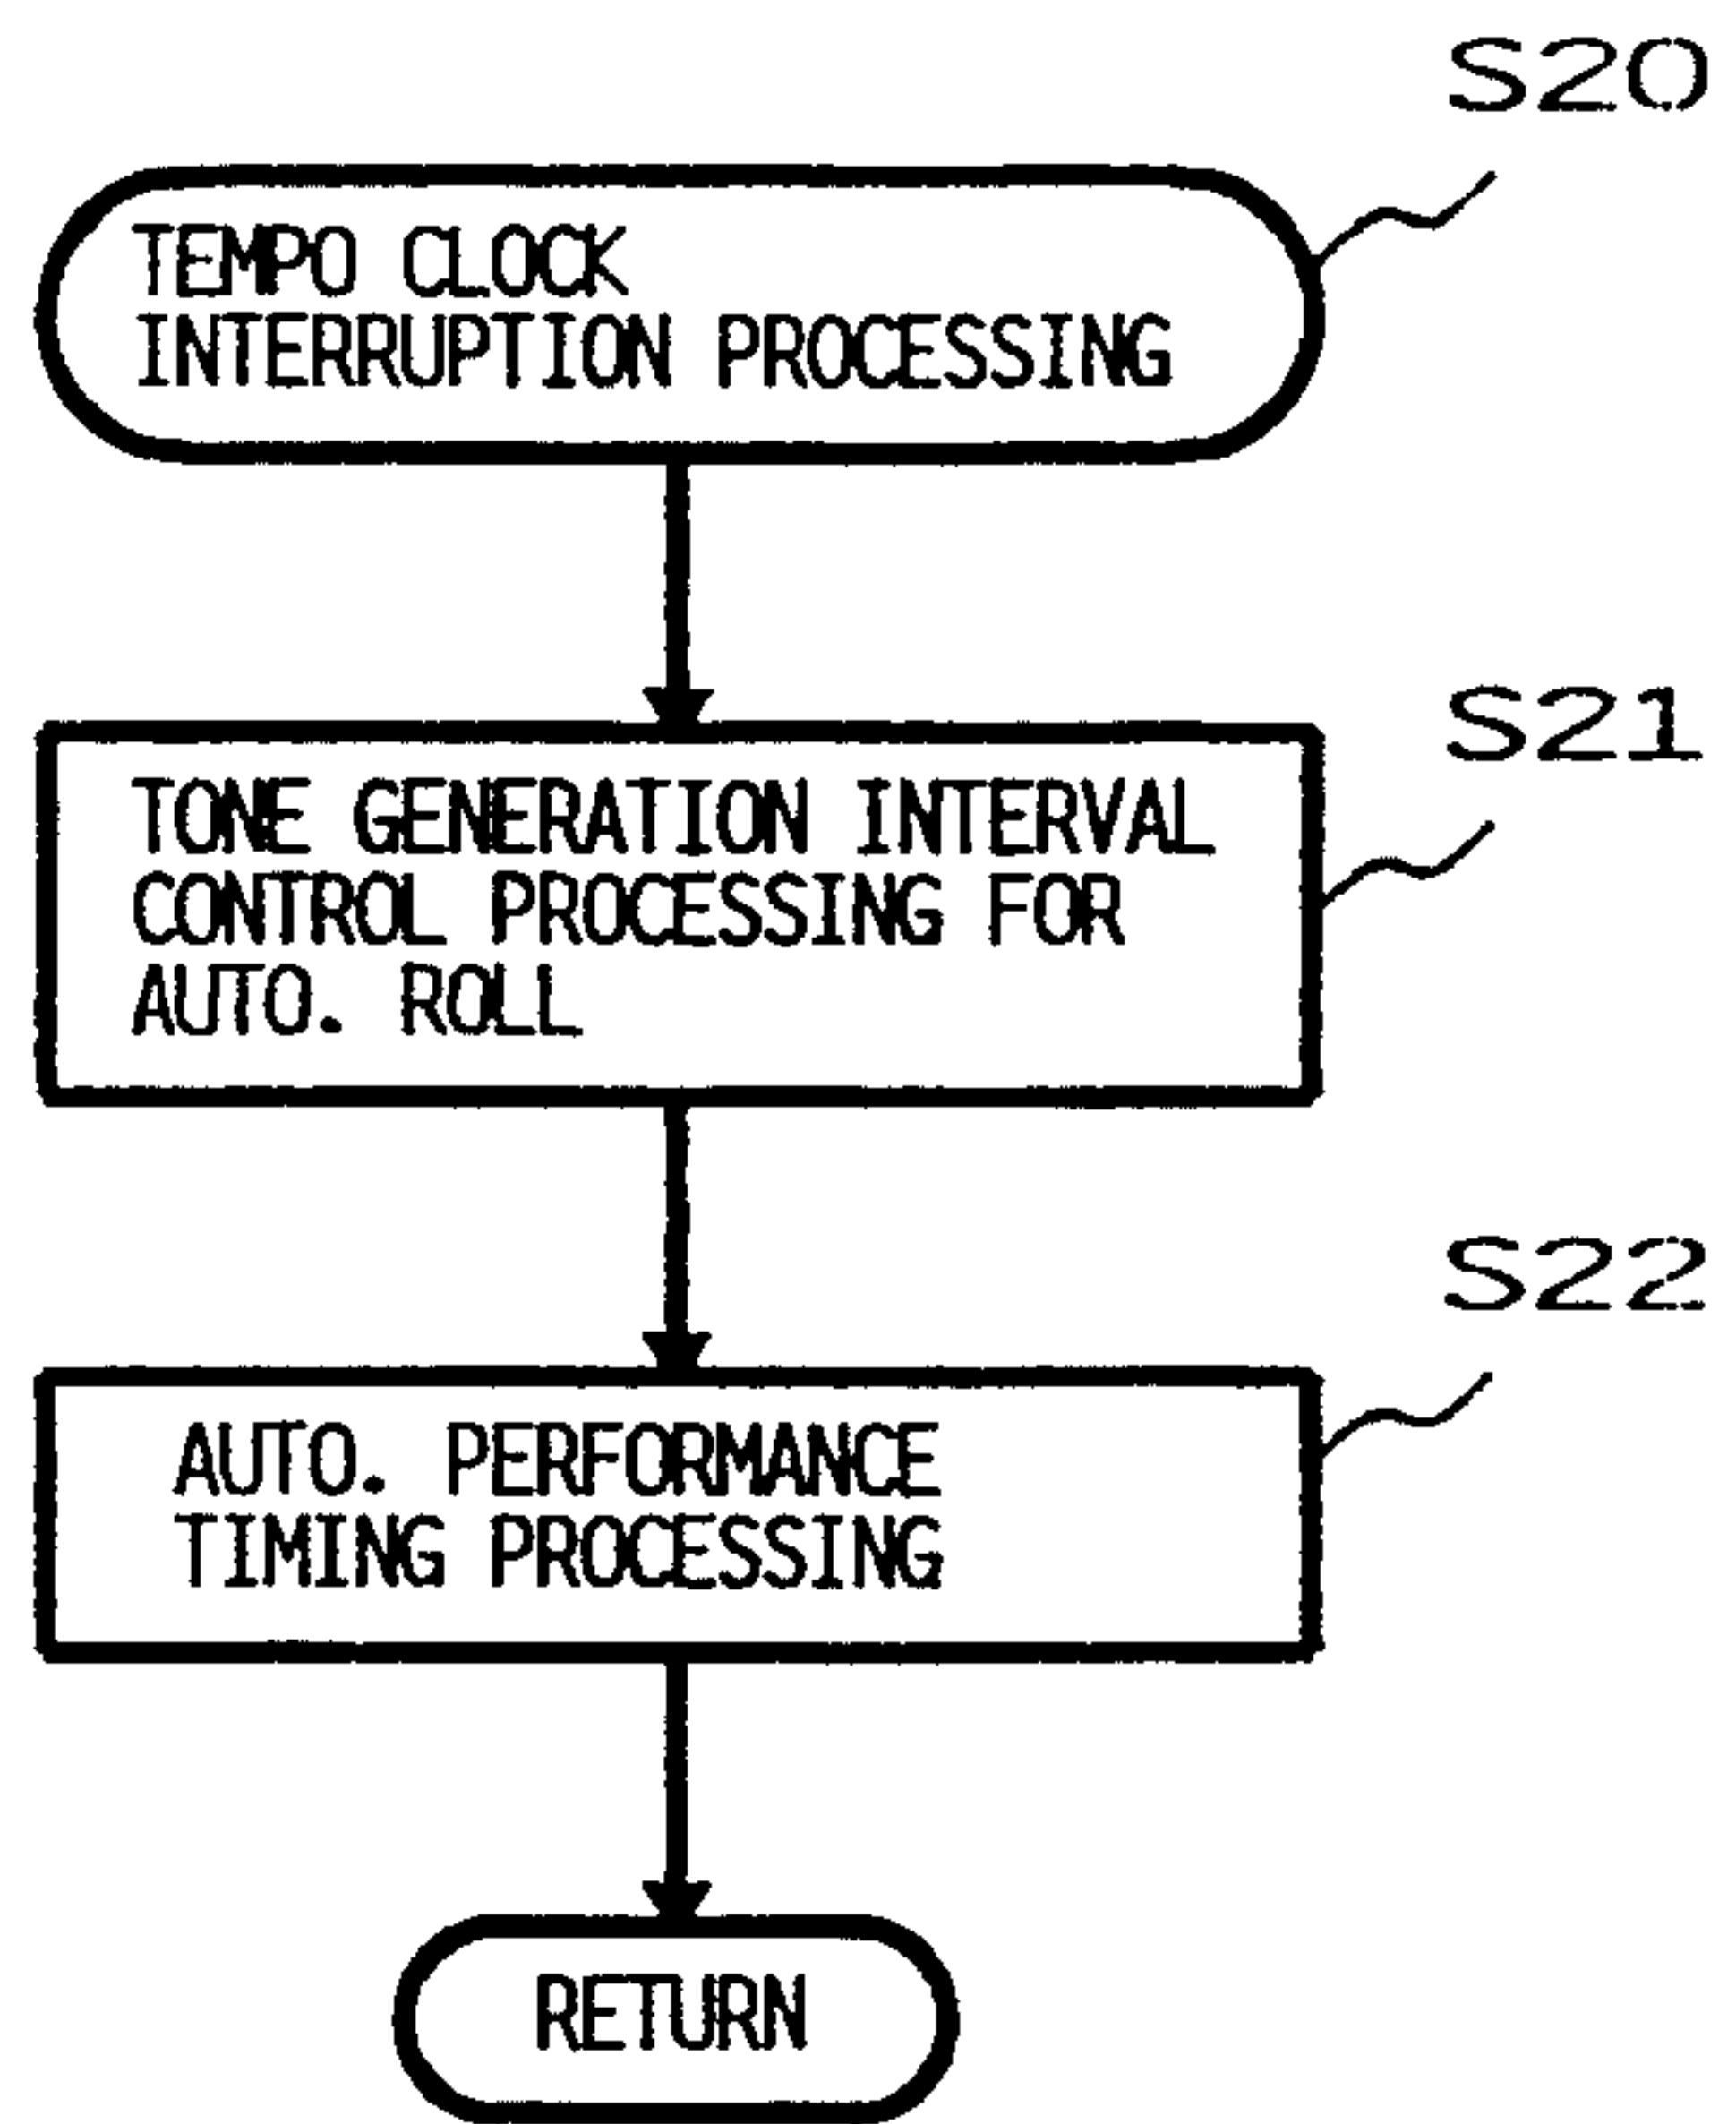 S20
TEMPO CLOCK
INTERRUPTION PROCESSING
S21
TONE GENERATION INTERVAL
CONTROL PROCESSING FOR
AUTO. ROLL
S22
AUTO. PERFORMANCE
TIMING PROCESSING
RETURN